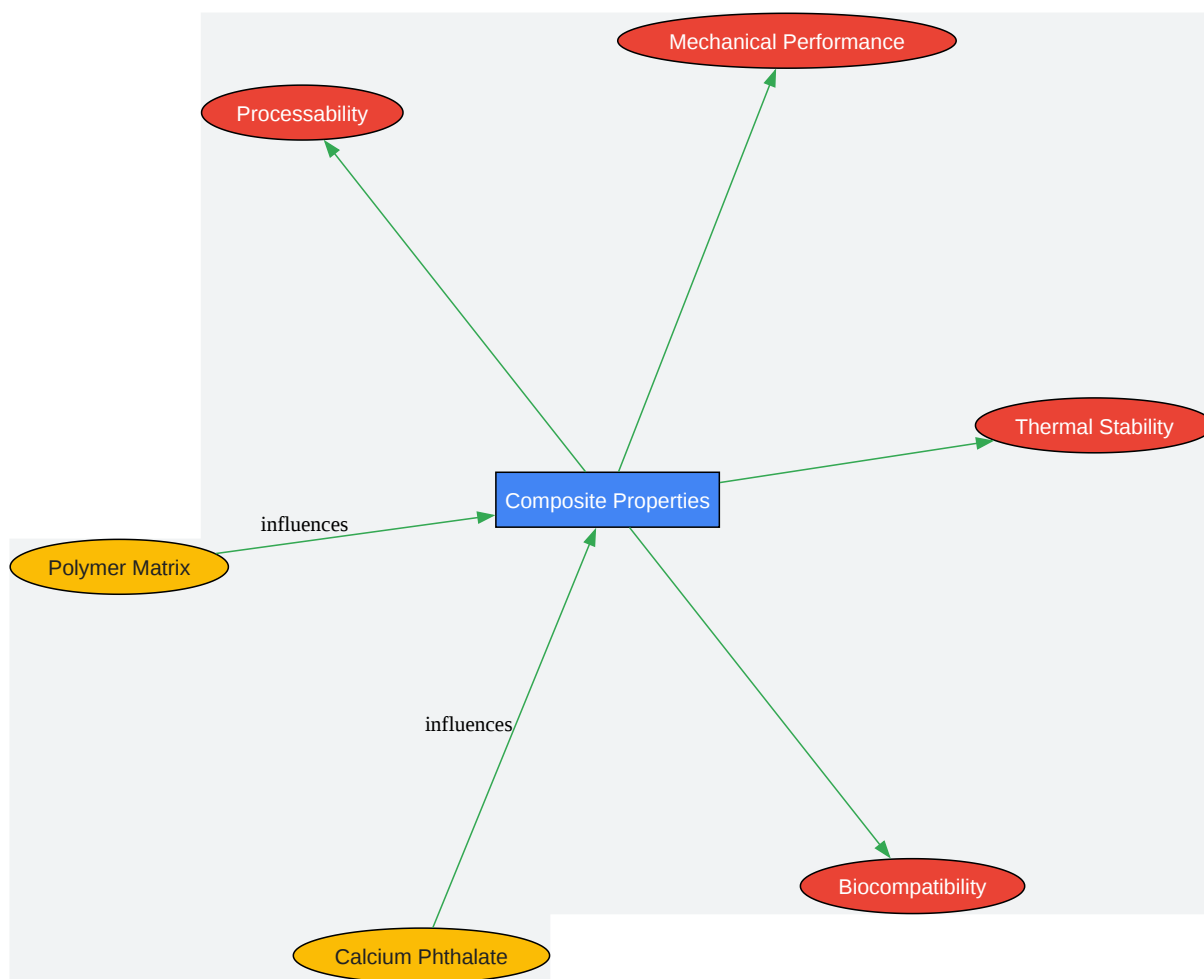 Mechanical Performance
Processability
Thermal Stability
Composite Properties
influences
Polymer Matrix
influences
Biocompatibility
Calcium Phthalate